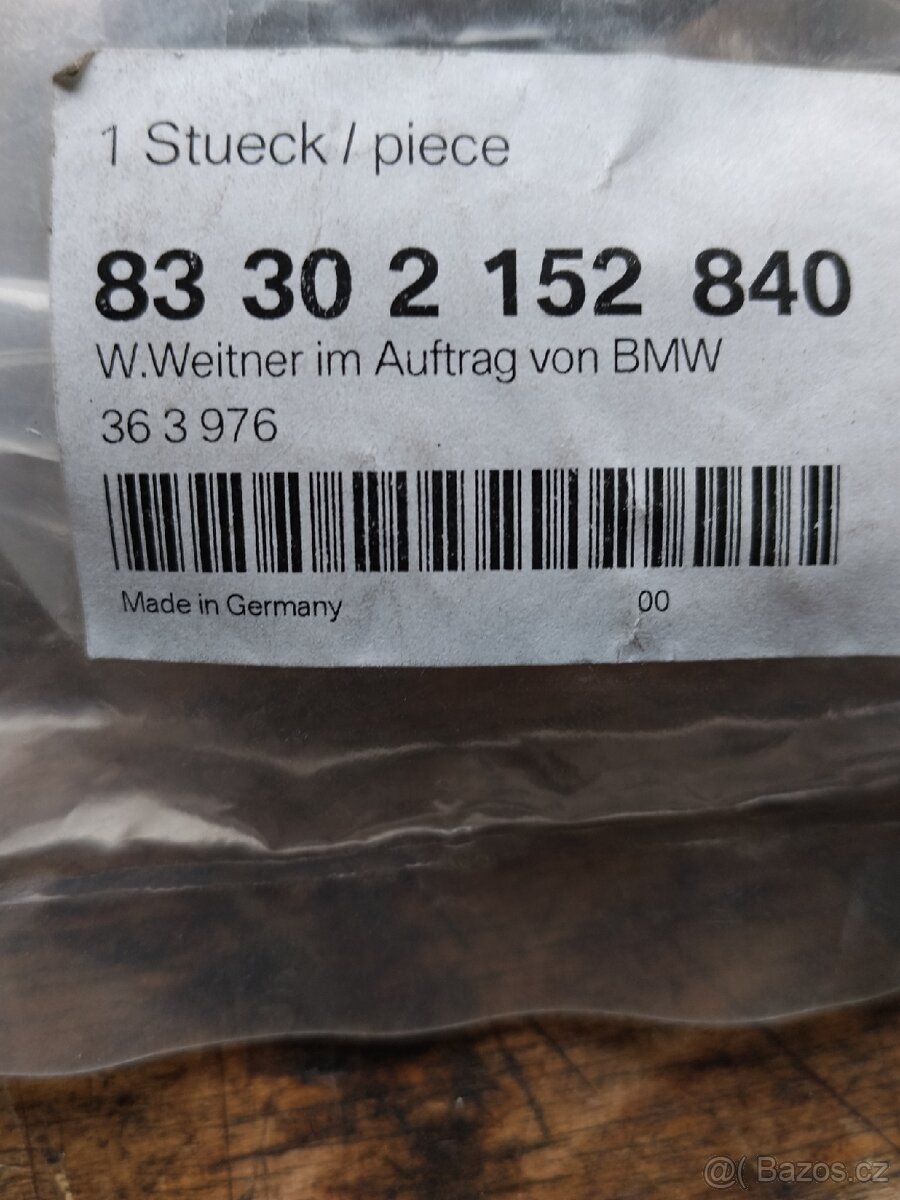 1 Stueck / piece
83 30 2 152 840
W.Weitner im Auftrag von BMW
36 3 976
Made in Germany 00
@( Bazos.cz